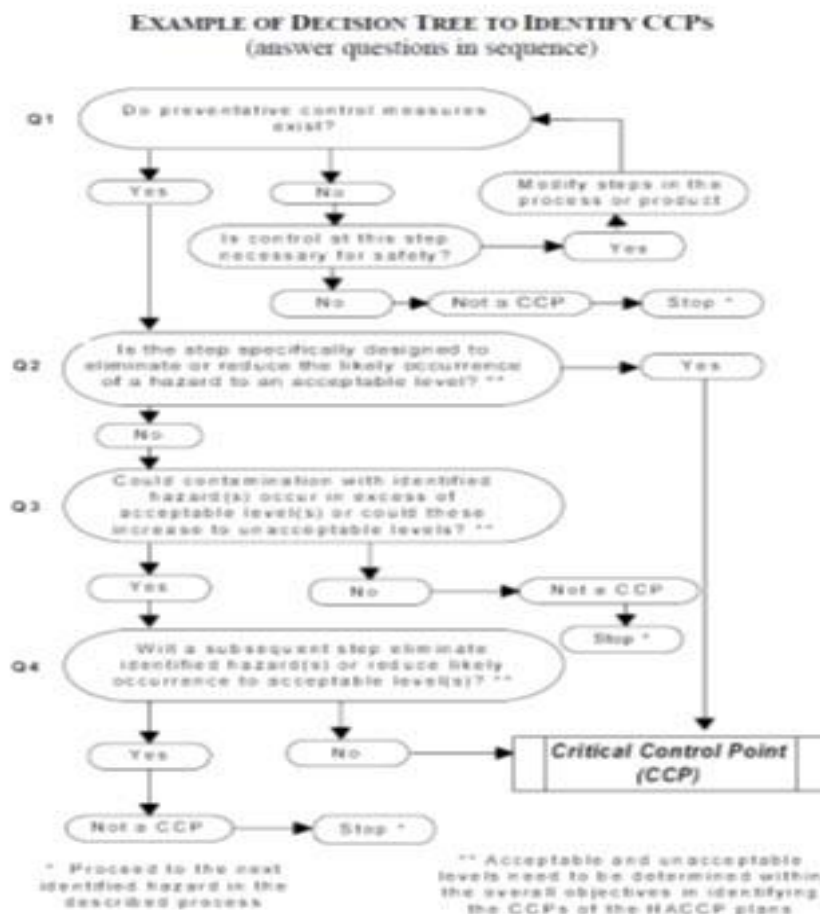 EXAMPLE OF DECISION TREE TO IDENTIFY CCPS
(answer questions in sequence)
Q1
Do preventative control measures
exist?
Yes
No
Modify steps in the
process or product
Is control at this step
necessary for safety?
Yes
No
Not a CCP
Stop *
Q2
Is the step specifically designed to
eliminate or reduce the likely occurrence
of a hazard to an acceptable level? **
Yes
No
Q3
Could contamination with identified
hazard(s) occur in excess of
acceptable level(s) or could these
increase to unacceptable levels? **
Yes
No
Not a CCP
Stop *
Q4
Will a subsequent step eliminate
identified hazard(s) or reduce likely
occurrence to acceptable level(s)? **
Yes
No
Critical Control Point
(CCP)
Not a CCP
Stop *
* Proceed to the next
identified hazard in the
described process
** Acceptable and unacceptable
levels need to be determined within
the overall objectives in identifying
the CCPs of the HACCP plans